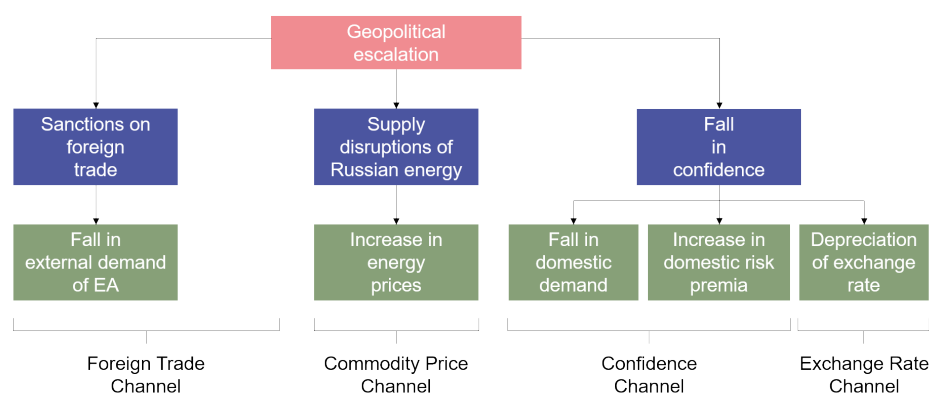 Geopolitical
escalation
Sanctions on
foreign
trade
Supply
disruptions of
Russian energy
Fall
in
confidence
Fall in
external demand
of EA
Increase in
energy
prices
Fall in
domestic
demand
Increase in
domestic risk
premia
Depreciation
of exchange
rate
Foreign Trade
Channel
Commodity Price
Channel
Confidence
Channel
Exchange Rate
Channel